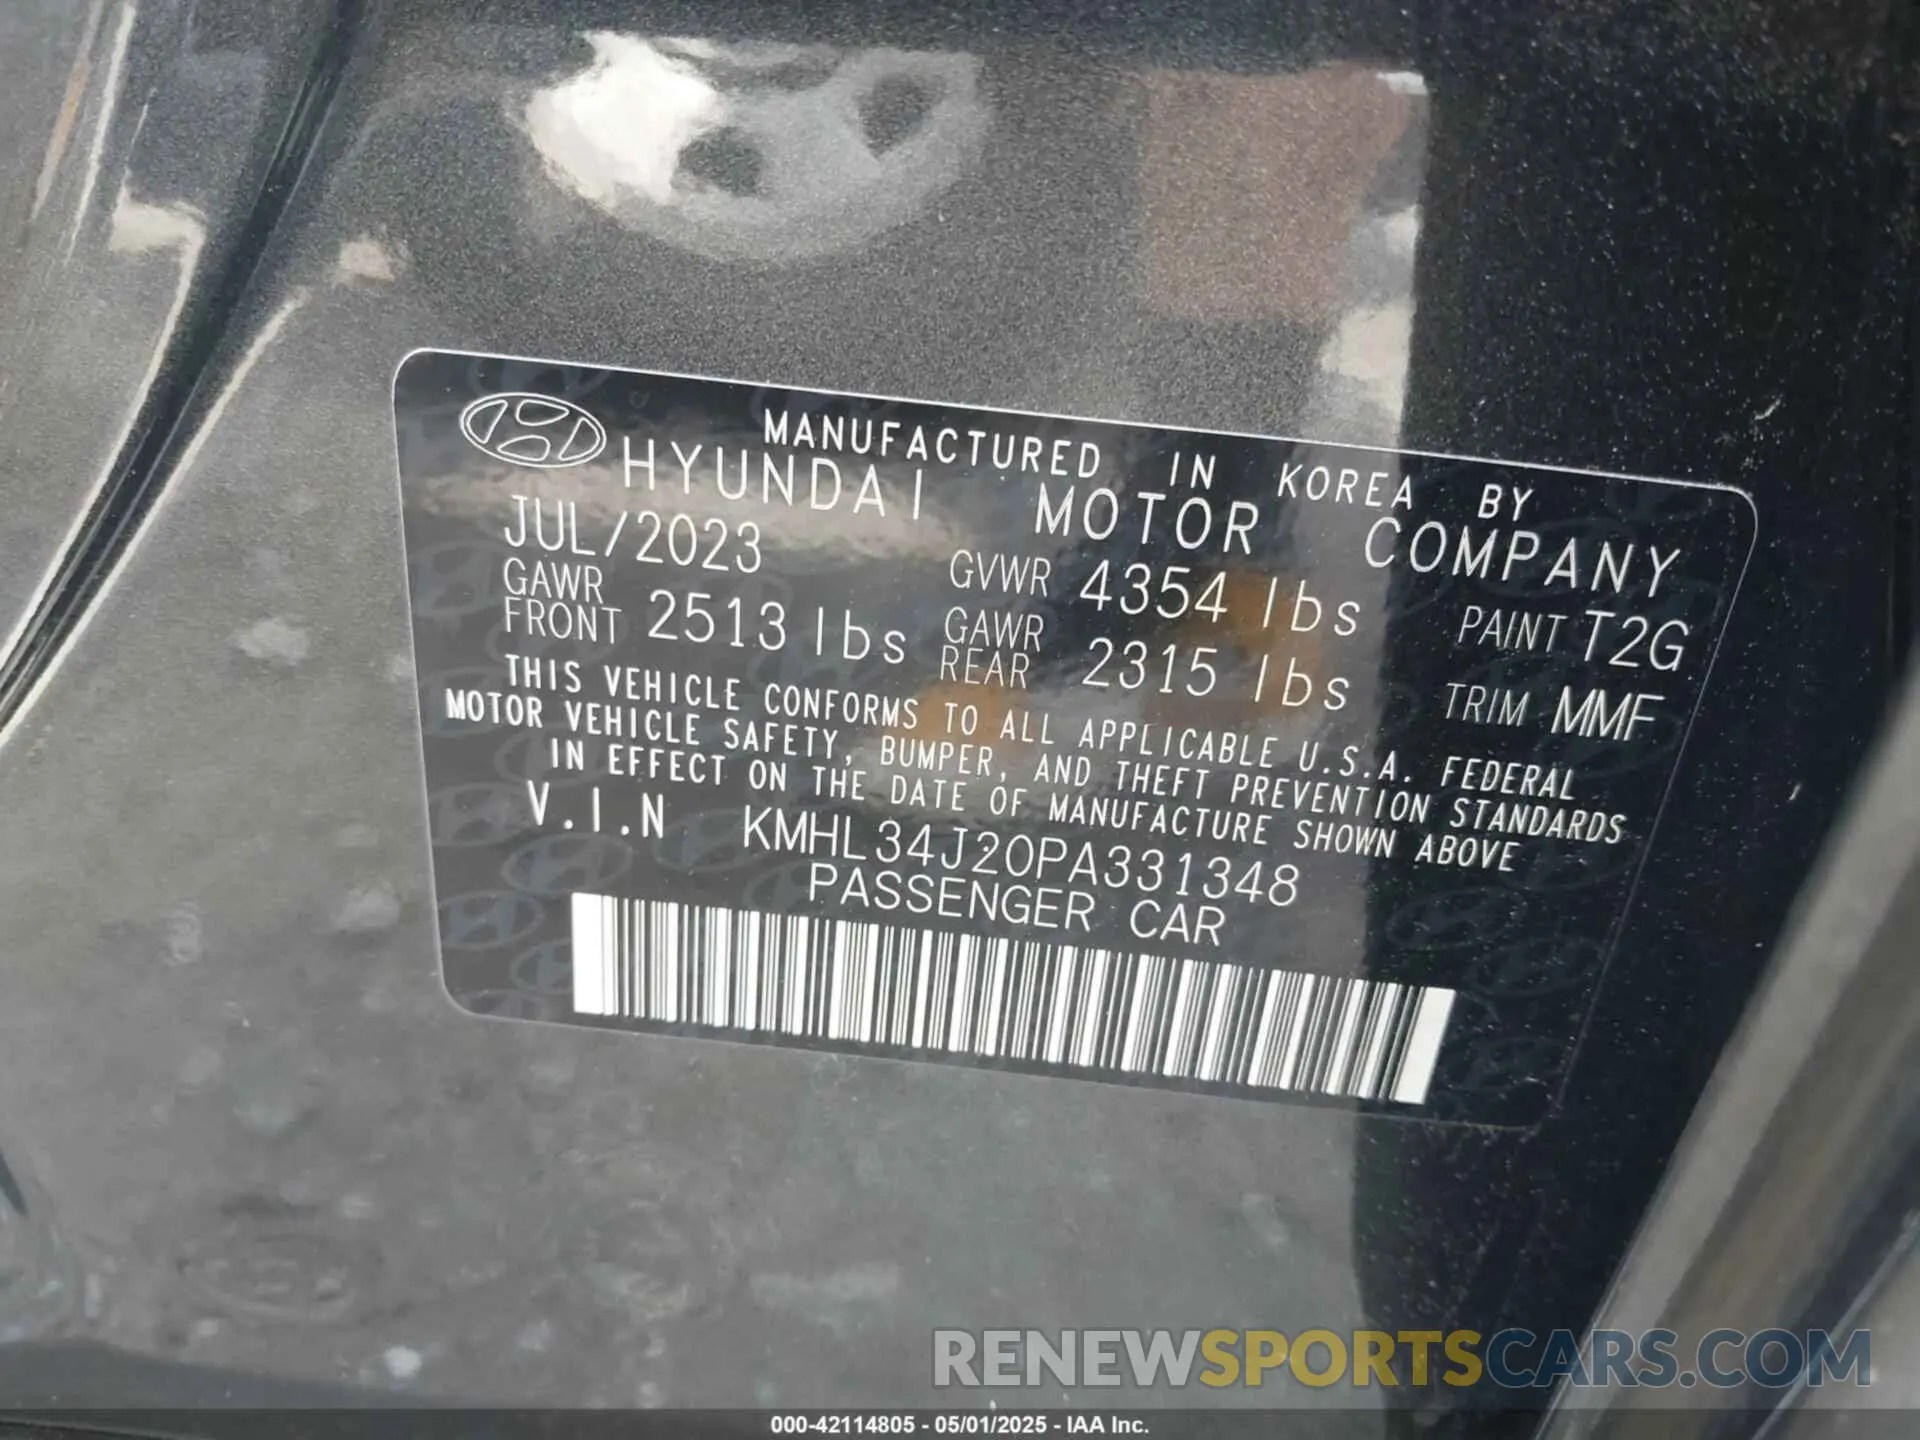 MANUFACTURED IN KOREA BY
HYUNDAI MOTOR COMPANY
JUL/2023 GVWR 4354 lbs PAINT T2G
GAWR FRONT 2513 lbs GAWR REAR 2315 lbs TRIM MMF
THIS VEHICLE CONFORMS TO ALL APPLICABLE U.S.A. FEDERAL
MOTOR VEHICLE SAFETY, BUMPER, AND THEFT PREVENTION STANDARDS
IN EFFECT ON THE DATE OF MANUFACTURE SHOWN ABOVE
V.I.N KMHL34J20PA331348
PASSENGER CAR
RENEWSPORTSCARS.COM
000-42114805 - 05/01/2025 - IAA Inc.